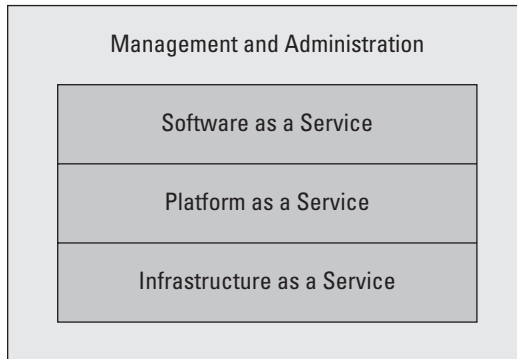 Management and Administration
Software as a Service
Platform as a Service
Infrastructure as a Service